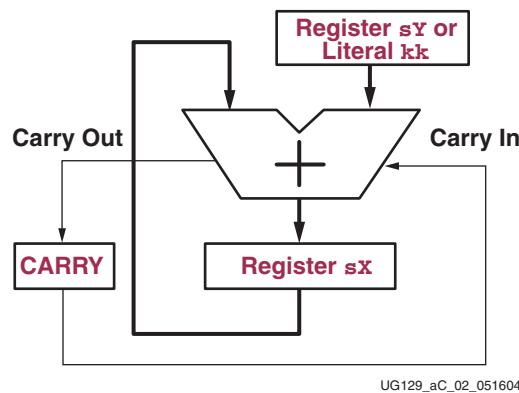 Register sY or
Literal kk
Carry Out
Carry In
+
CARRY
Register sX
UG129_aC_02_051604